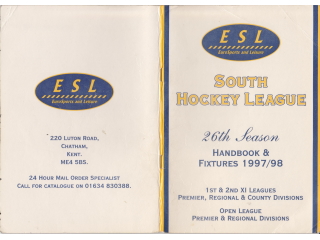 ESL
EuroSports and Leisure
220 Luton Road,
Chatham,
Kent.
ME4 5BS.
24 Hour Mail Order Specialist
Call for catalogue on 01634 830388.
ESL
EuroSports and Leisure
South
Hockey League
26th Season
Handbook &
Fixtures 1997/98
1st & 2nd XI Leagues
Premier, Regional & County Divisions
Open League
Premier & Regional Divisions